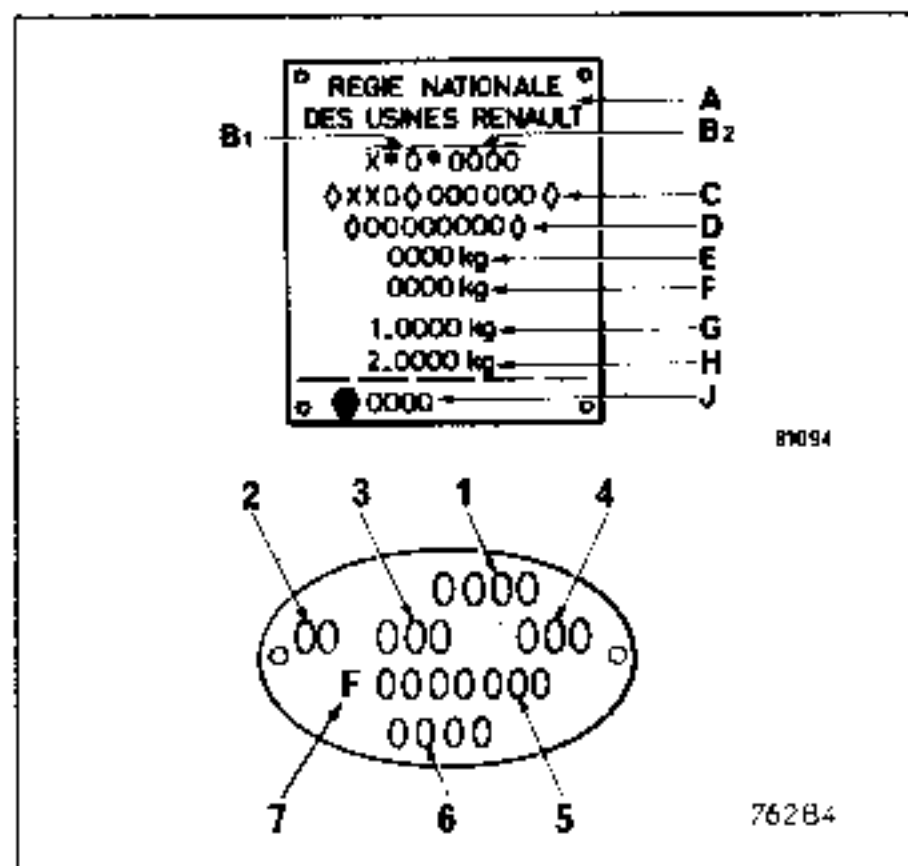 REGIE NATIONALE
A
DES USINES RENAULT
B1
B2
X*0*0000
◊XX0◊000000◊
C
◊00000000◊
D
0000 kg
E
0000 kg
F
1.0000 kg
G
2.0000 kg
H
0000
J
81094
2
3
1
4
0000
00
000
000
F 0000000
0000
7
6
5
76284